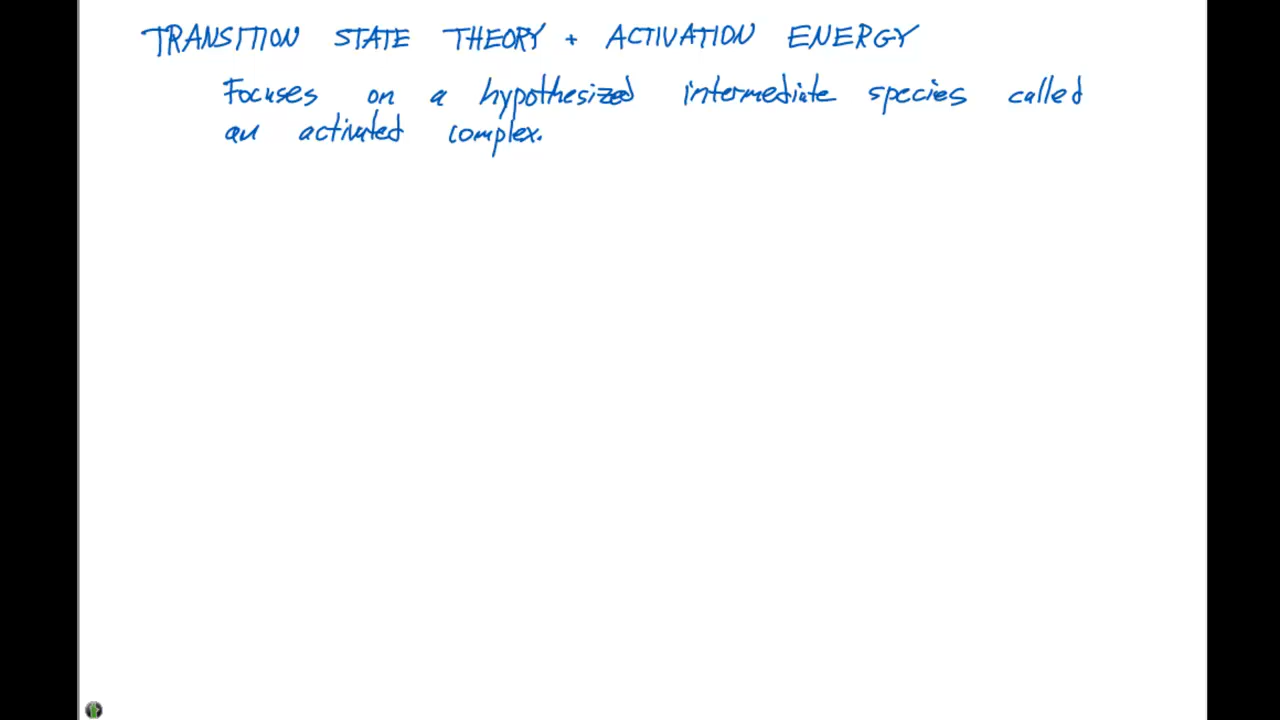 TRANSITION STATE THEORY + ACTIVATION ENERGY
Focuses on a hypothesized intermediate species called
an activated complex.